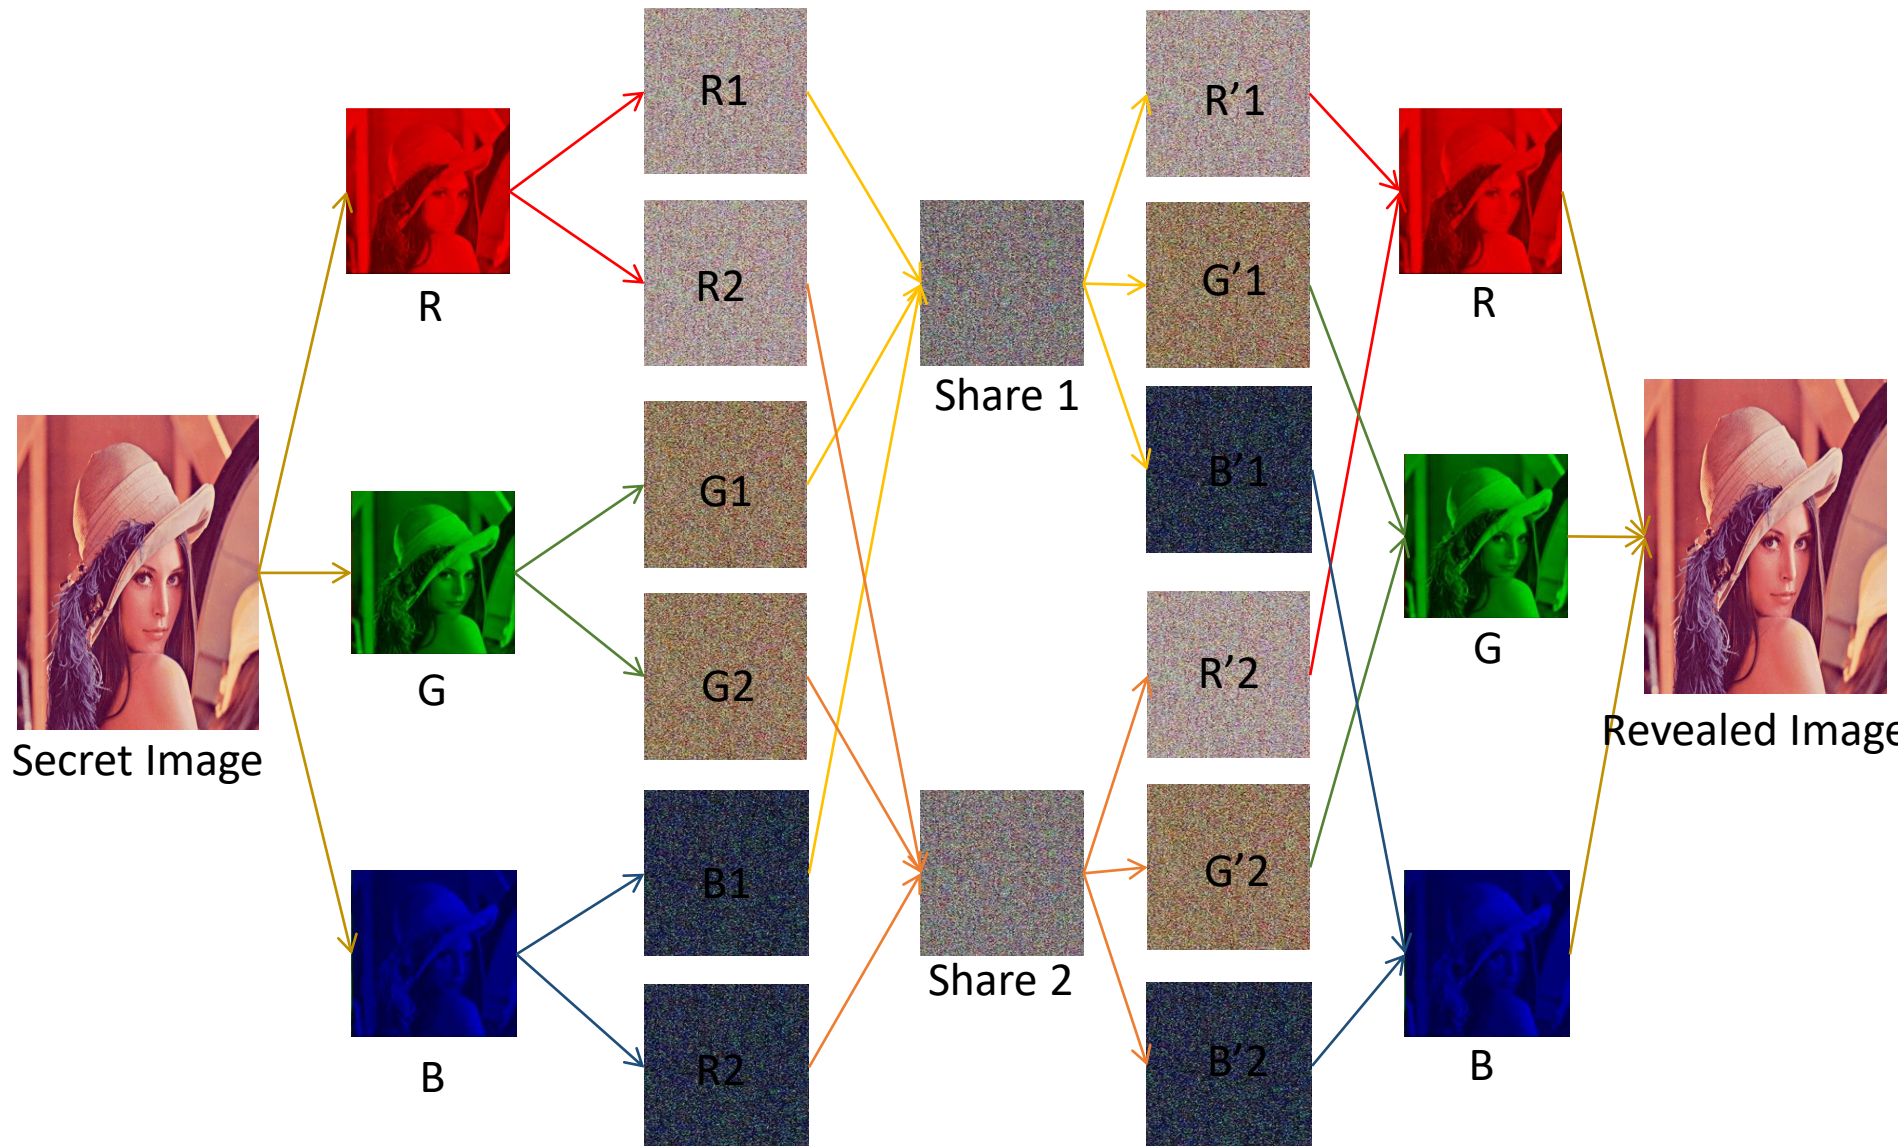 Secret Image
R
G
B
R1
R2
G1
G2
B1
R2
Share 1
Share 2
R’1
G’1
B’1
R’2
G’2
B’2
R
G
B
Revealed Image